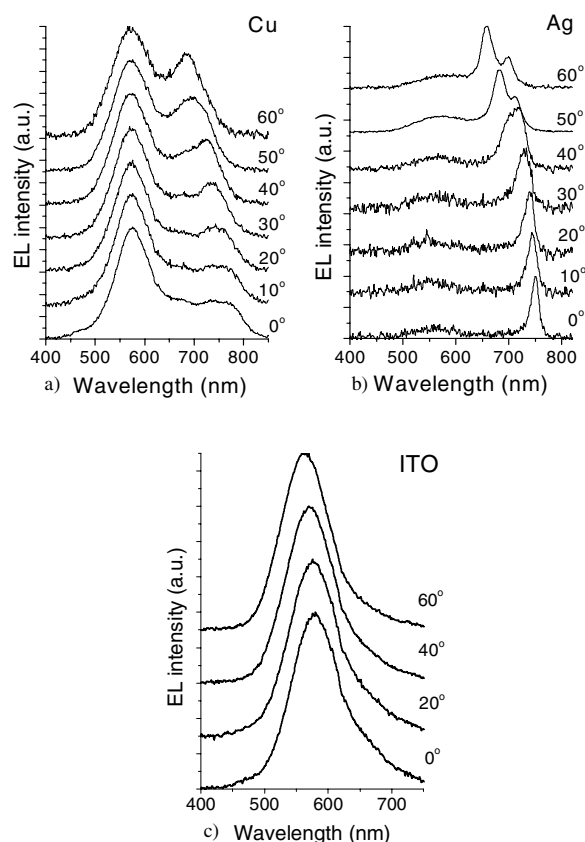 Cu
EL intensity (a.u.)
60°
50°
40°
30°
20°
10°
0°
400 500 600 700 800
a) Wavelength (nm)
Ag
EL intensity (a.u.)
60°
50°
40°
30°
20°
10°
0°
400 500 600 700 800
b) Wavelength (nm)
ITO
EL intensity (a.u.)
60°
40°
20°
0°
400 500 600 700
c) Wavelength (nm)